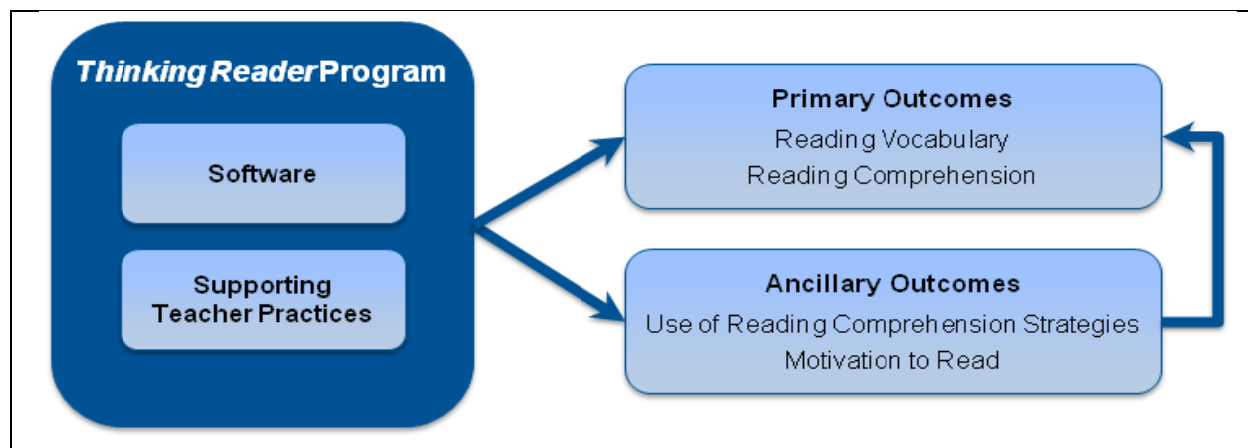 Thinking Reader Program
Software
Supporting
Teacher Practices
Primary Outcomes
Reading Vocabulary
Reading Comprehension
Ancillary Outcomes
Use of Reading Comprehension Strategies
Motivation to Read